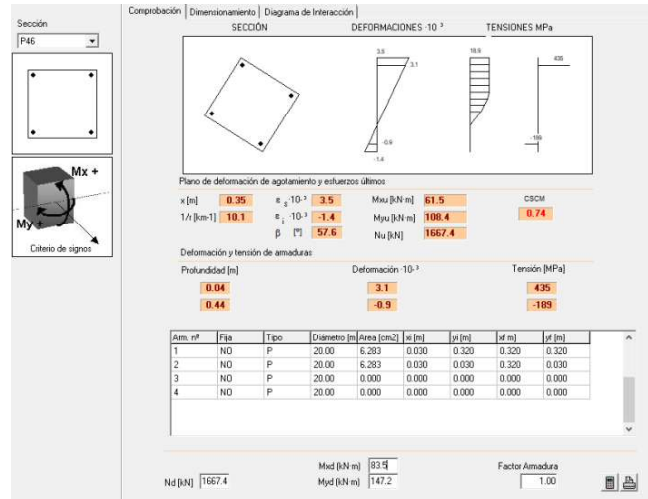 Comprobación Dimensionamiento Diagrama de Interacción
Sección
P46
SECCIÓN DEFORMACIONES ·10 ³ TENSIONES MPa
3.5
3.1
-0.9
-1.4
18.9
435
-189
Mx +
My +
Criterio de signos
Plano de deformación de agotamiento y esfuerzos últimos
x [m] 0.35 ε s ·10-³ 3.5 Mxu [kN·m] 61.5 CSCM
1/r [km-1] 10.1 ε i ·10-³ -1.4 Myu [kN·m] 108.4 0.74
β [º] 57.6 Nu [kN] 1667.4
Deformación y tensión de armaduras
Profundidad [m] Deformación ·10-³ Tensión [MPa]
0.04 3.1 435
0.44 -0.9 -189
Arm. nº Fija Tipo Diámetro [m Area [cm2] xi [m] yi [m] xf [m] yf [m]
1 NO P 20.00 6.283 0.030 0.320 0.320 0.320
2 NO P 20.00 6.283 0.030 0.030 0.320 0.030
3 NO P 20.00 0.000 0.000 0.000 0.000 0.000
4 NO P 20.00 0.000 0.000 0.000 0.000 0.000
Nd [kN] 1667.4 Mxd [kN·m] 83.5 Factor Armadura
Myd [kN·m] 147.2 1.00